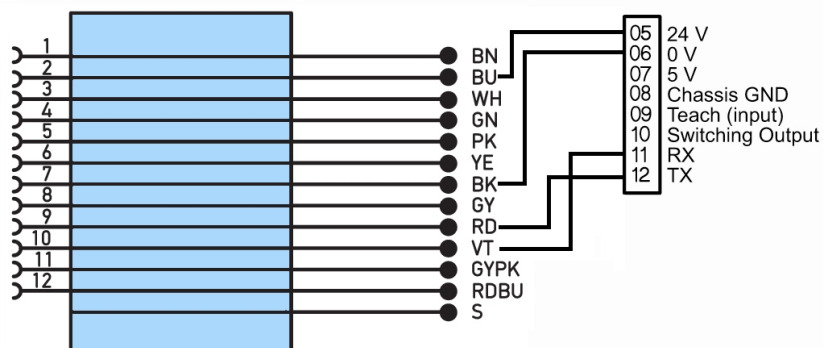 1 BN
2 BU
3 WH
4 GN
5 PK
6 YE
7 BK
8 GY
9 RD
10 VT
11 GYPK
12 RDBU
S
05 24 V
06 0 V
07 5 V
08 Chassis GND
09 Teach (input)
10 Switching Output
11 RX
12 TX